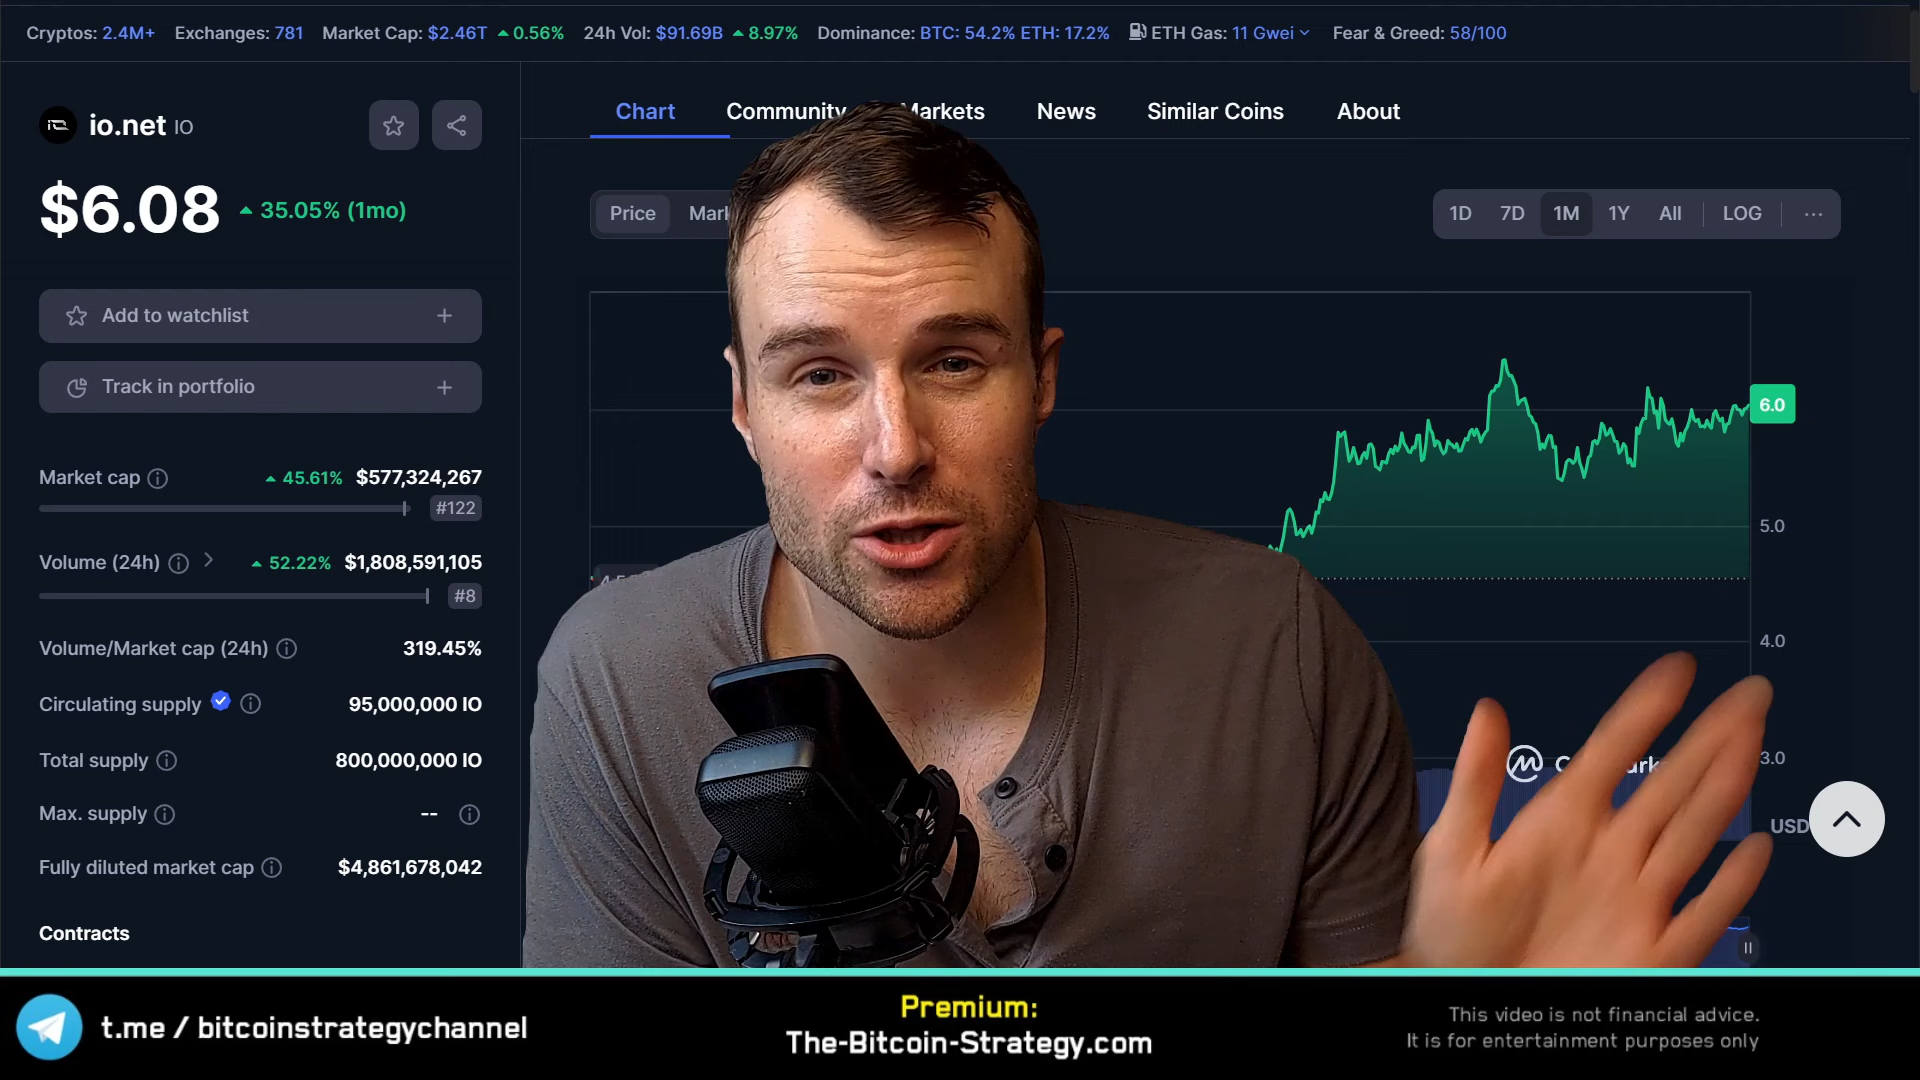 Cryptos: 2.4M+ Exchanges: 781 Market Cap: $2.46T 0.56% 24h Vol: $91.69B 8.97% Dominance: BTC: 54.2% ETH: 17.2% ETH Gas: 11 Gwei Fear & Greed: 58/100
io.net IO
$6.08 35.05% (1mo)
Add to watchlist +
Track in portfolio +
Market cap 45.61% $577,324,267
#122
Volume (24h) 52.22% $1,808,591,105
#8
Volume/Market cap (24h) 319.45%
Circulating supply 95,000,000 IO
Total supply 800,000,000 IO
Max. supply --
Fully diluted market cap $4,861,678,042
Contracts
Chart Community Markets News Similar Coins About
Price Mar
1D 7D 1M 1Y All LOG ...
6.0
5.0
4.0
3.0
USD
t.me / bitcoinstrategychannel
Premium:
The-Bitcoin-Strategy.com
This video is not financial advice.
It is for entertainment purposes only